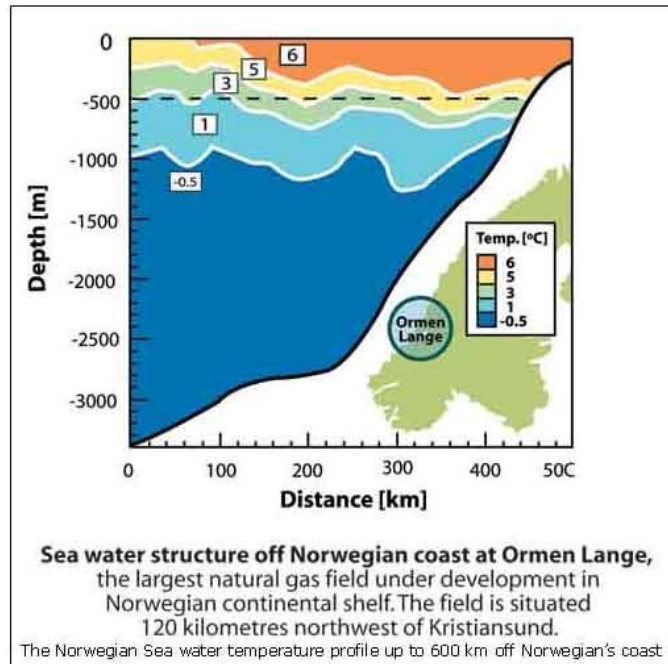 0
-500
-1000
-1500
-2000
-2500
-3000
Depth [m]
6
5
3
1
-0.5
Temp. [ºC]
6
5
3
1
-0.5
Ormen
Lange
0 100 200 300 400 50C
Distance [km]
Sea water structure off Norwegian coast at Ormen Lange,
the largest natural gas field under development in
Norwegian continental shelf. The field is situated
120 kilometres northwest of Kristiansund.
The Norwegian Sea water temperature profile up to 600 km off Norwegian's coast